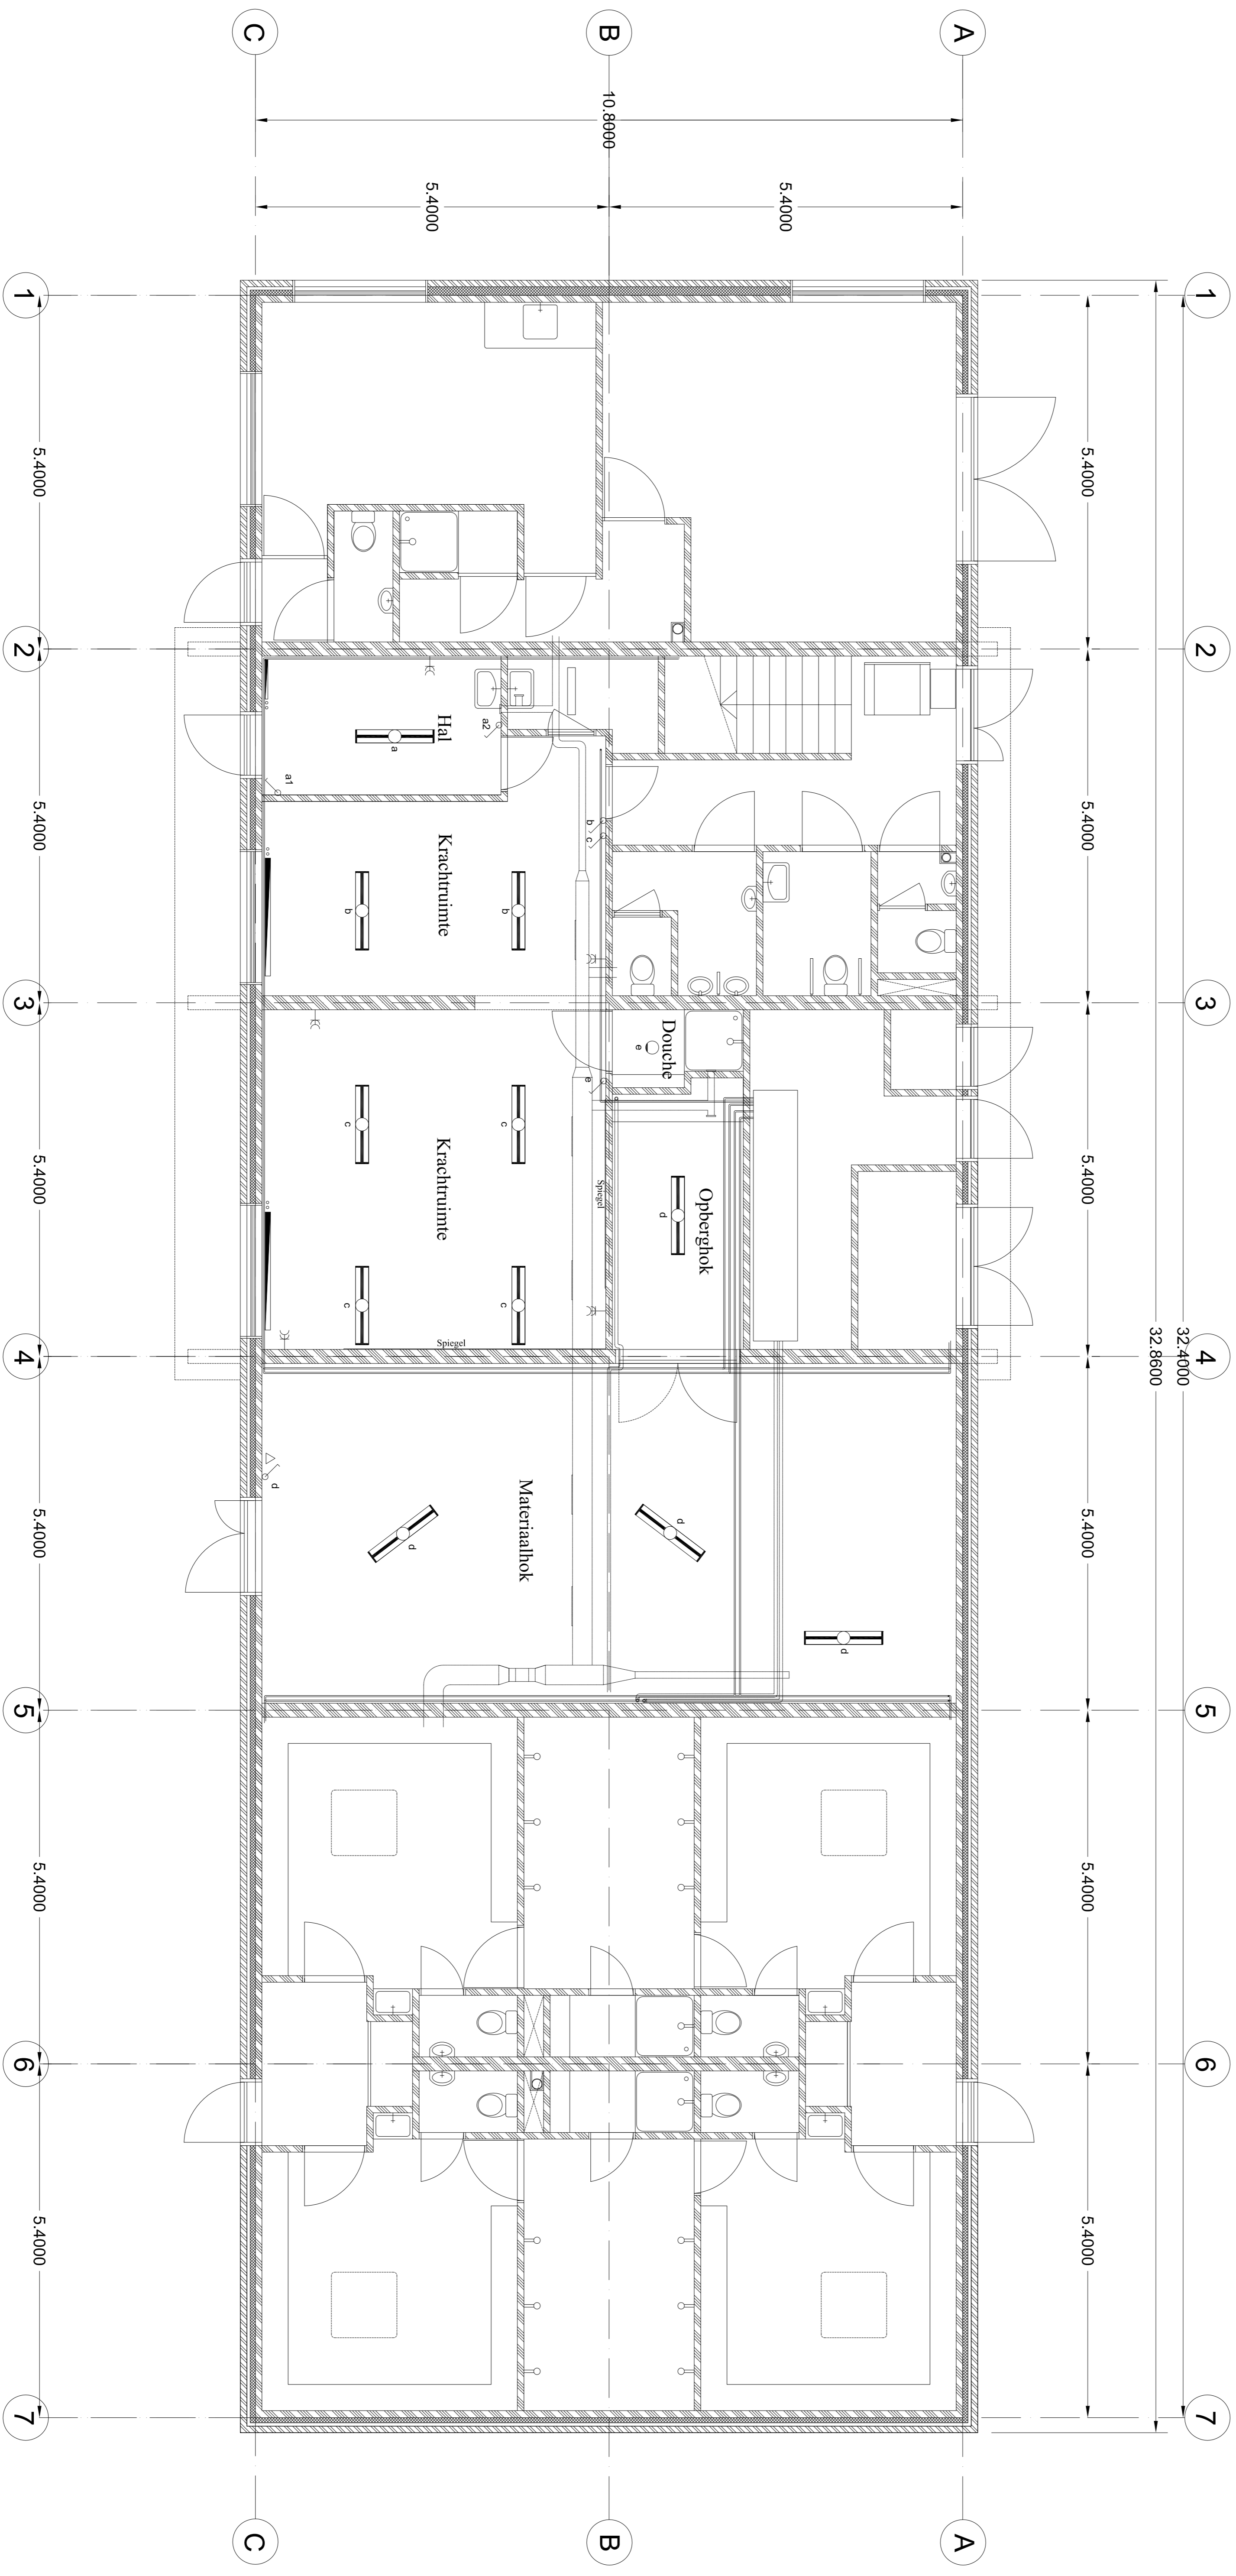 1
2
3
4
5
6
7
32.8600
32.4000
5.4000
5.4000
5.4000
5.4000
5.4000
5.4000
A
A
d
Opberghok
d
d
Douche
e
B
B
10.8000
5.4000
5.4000
b
c
e
Spiegel
Materiaalhok
a2
Hal
a
Krachtruimte
b
b
Krachtruimte
c
c
c
c
Spiegel
d
a1
d
C
C
5.4000
5.4000
5.4000
5.4000
5.4000
5.4000
1
2
3
4
5
6
7